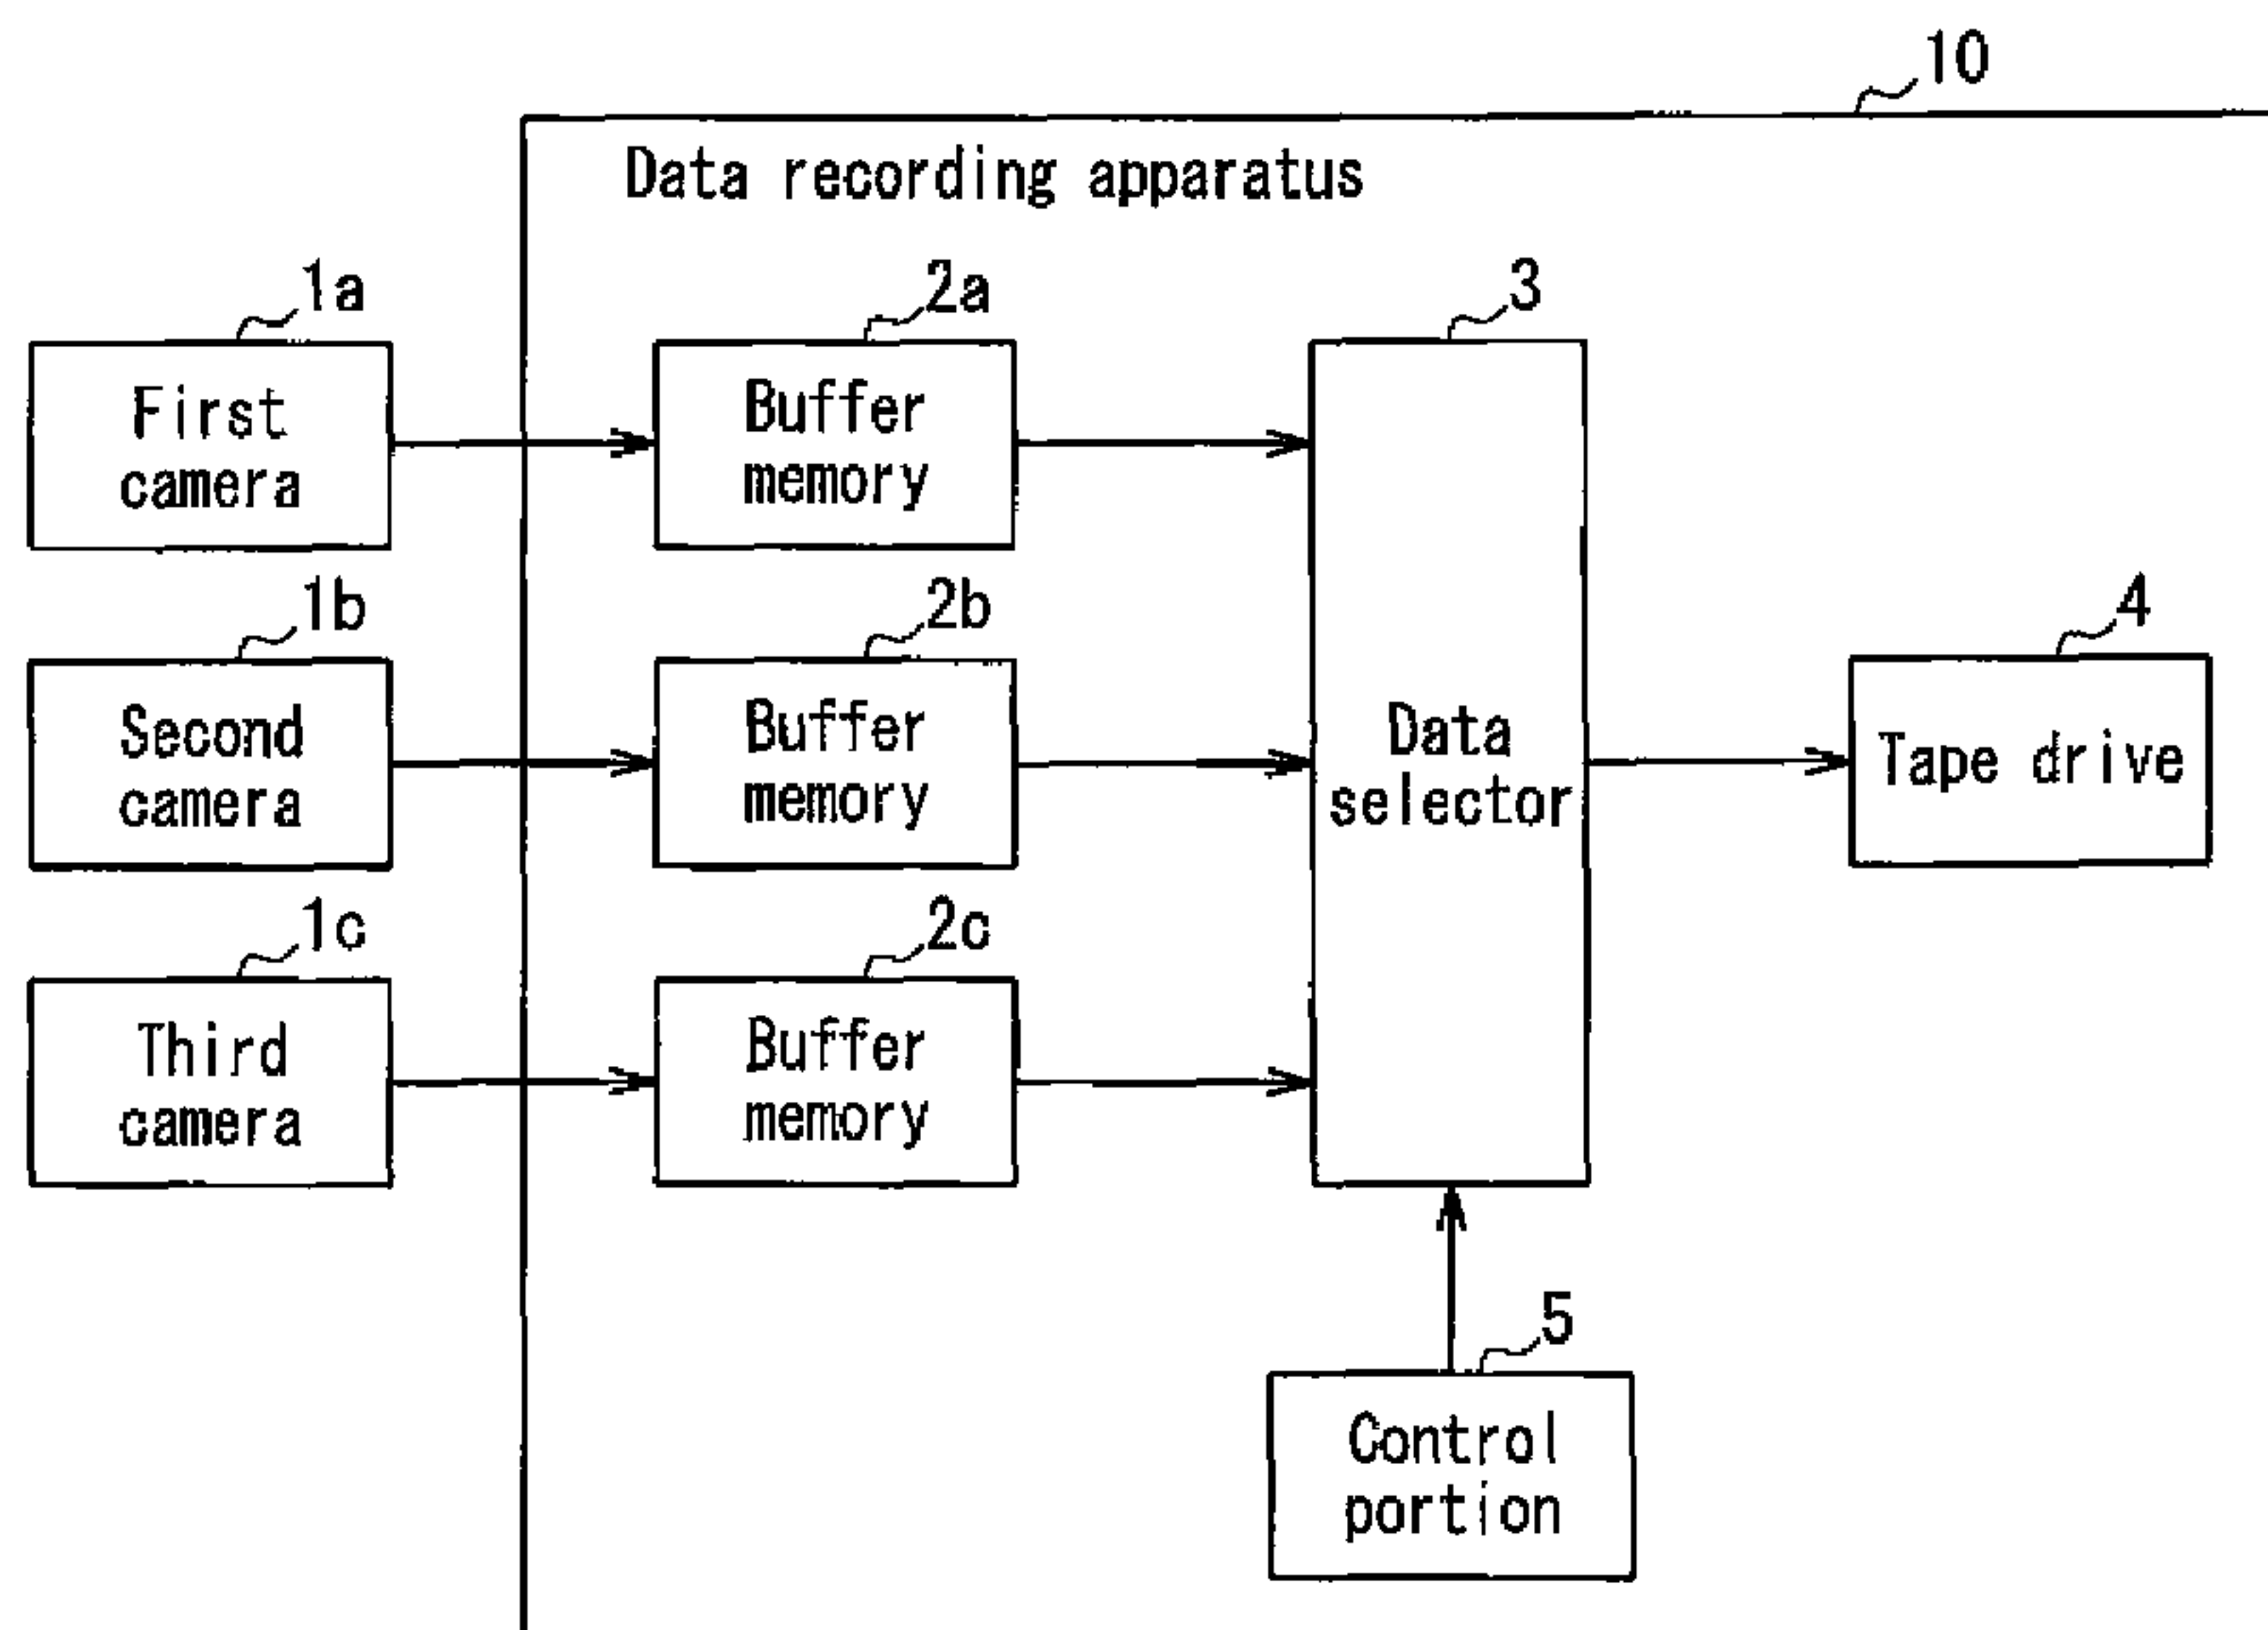 10
Data recording apparatus
1a
2a
3
First
camera
Buffer
memory
1b
2b
4
Second
camera
Buffer
memory
Data
selector
Tape drive
1c
2c
Third
camera
Buffer
memory
5
Control
portion